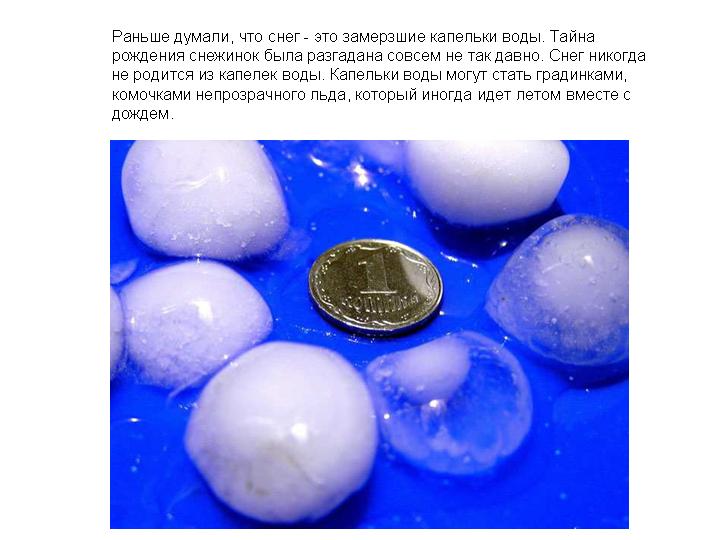 Раньше думали, что снег - это замерзшие капельки воды. Тайна
рождения снежинок была разгадана совсем не так давно. Снег никогда
не родится из капелек воды. Капельки воды могут стать градинками,
комочками непрозрачного льда, который иногда идет летом вместе с
дождем.
1